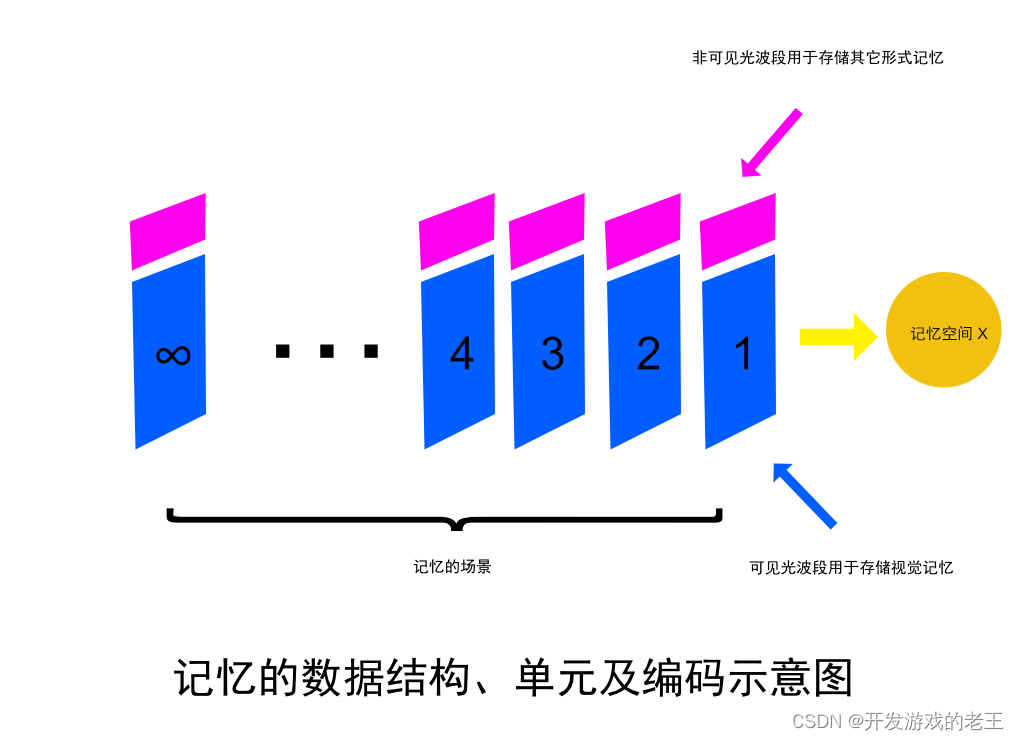 非可见光波段用于存储其它形式记忆
∞ 4 3 2 1
记忆空间 X
记忆的场景
可见光波段用于存储视觉记忆
记忆的数据结构、单元及编码示意图
CSDN @开发游戏的老王